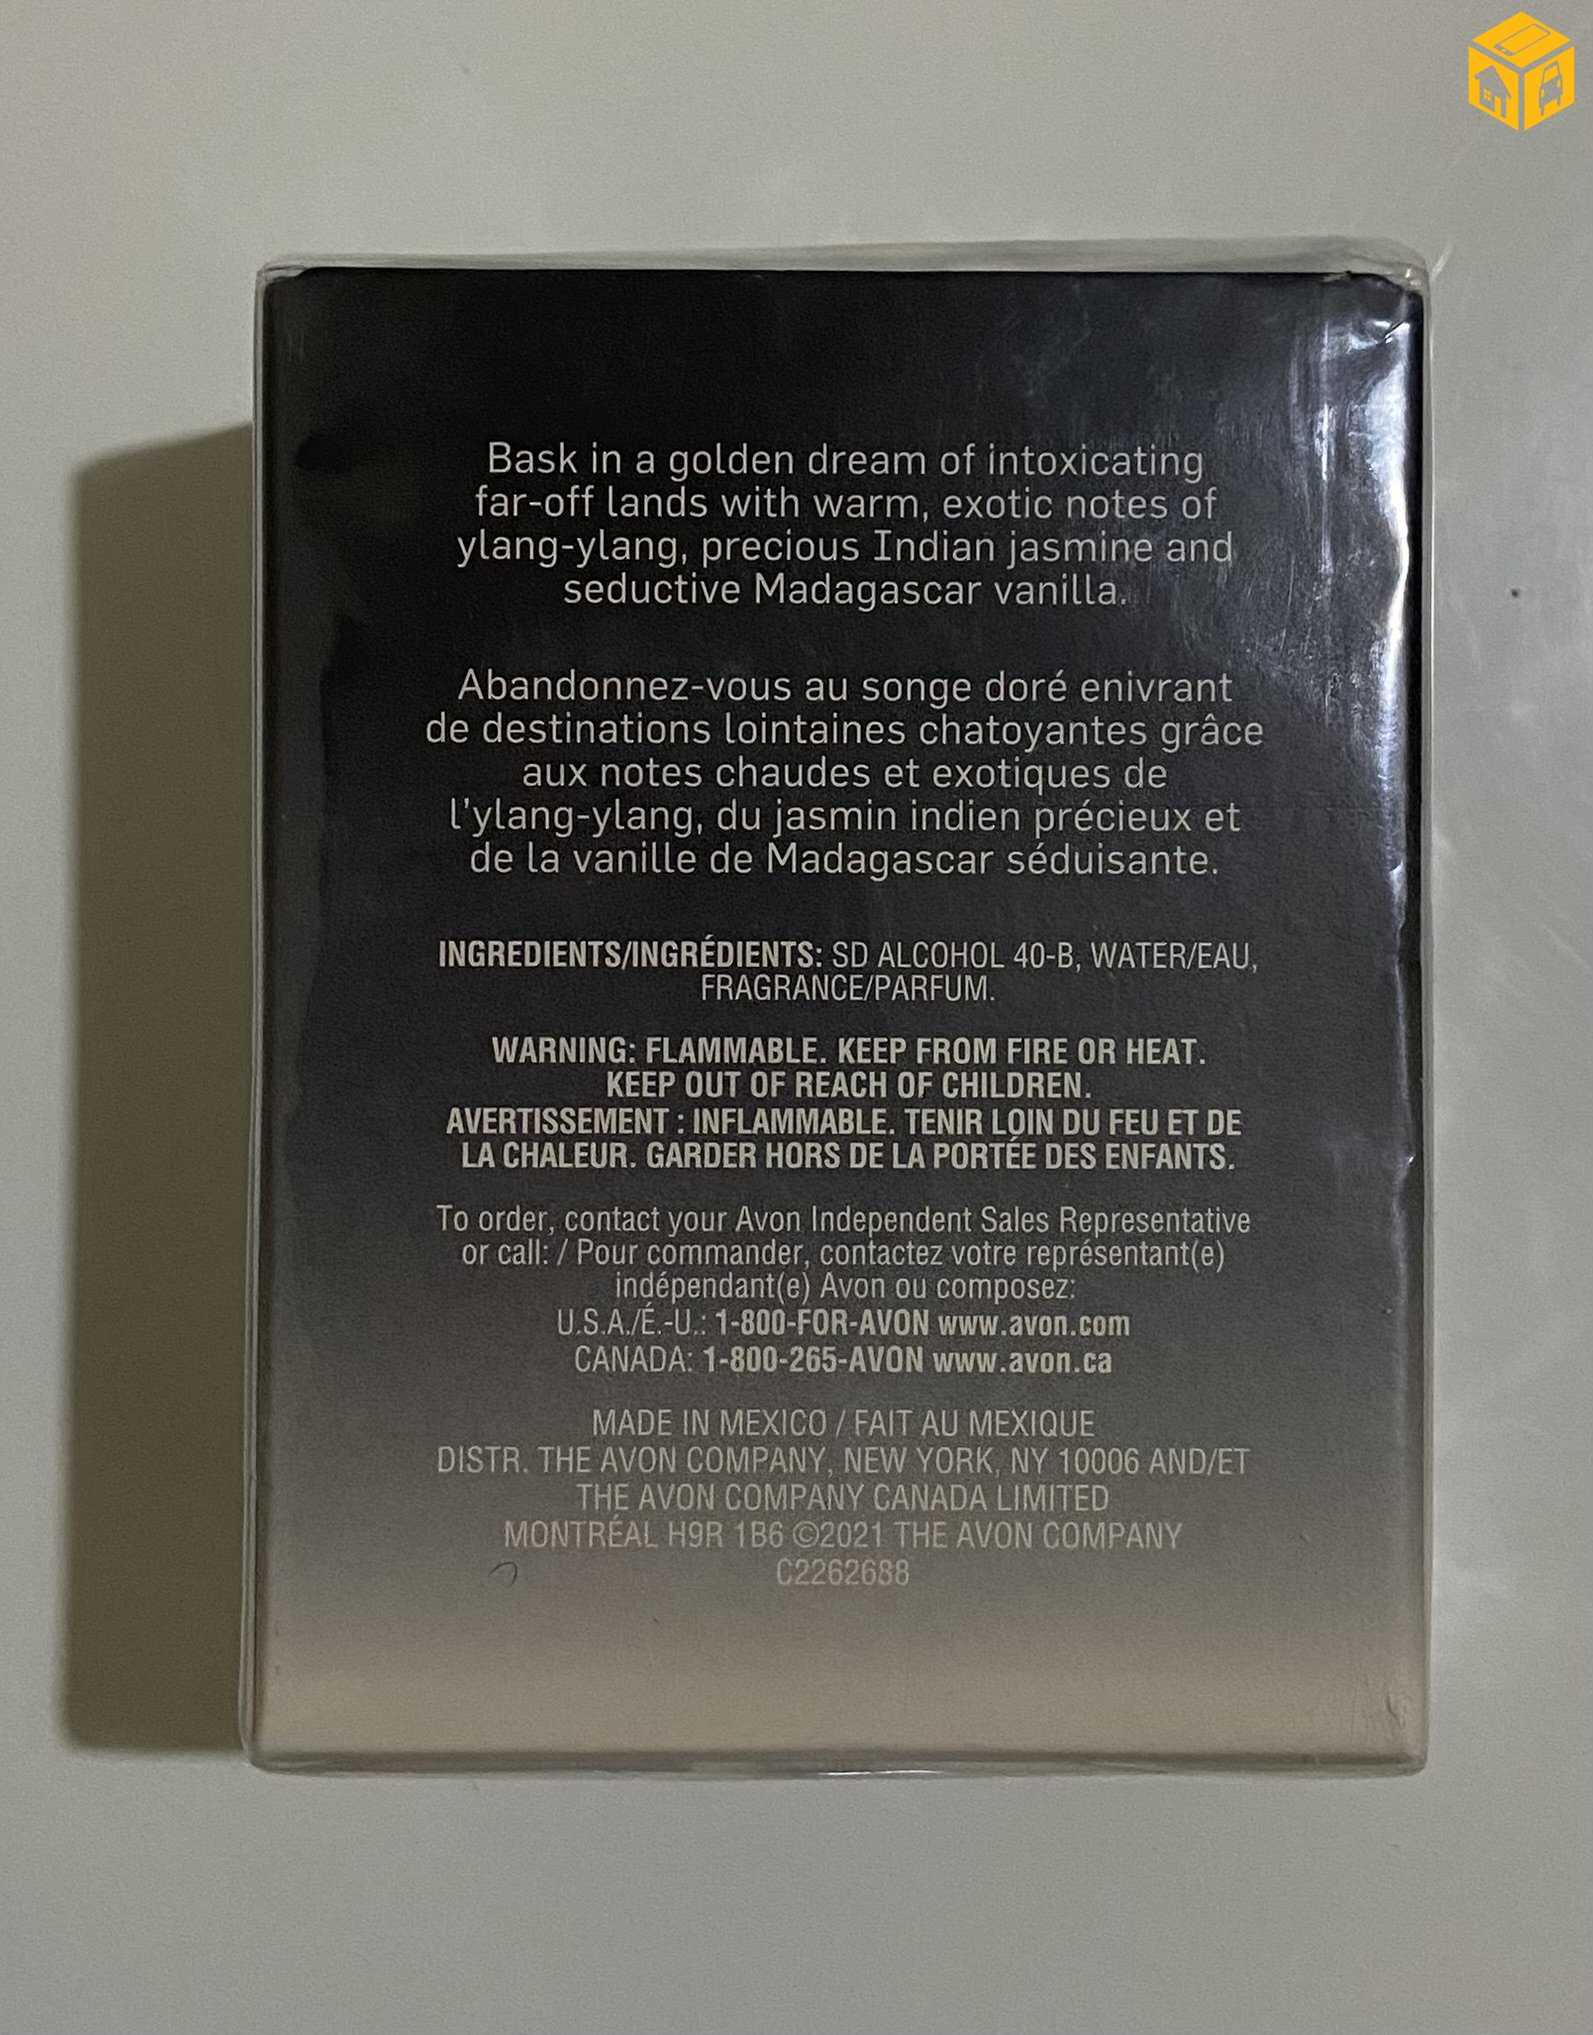 Bask in a golden dream of intoxicating
far-off lands with warm, exotic notes of
ylang-ylang, precious Indian jasmine and
seductive Madagascar vanilla.
Abandonnez-vous au songe doré enivrant
de destinations lointaines chatoyantes grâce
aux notes chaudes et exotiques de
l'ylang-ylang, du jasmin indien précieux et
de la vanille de Madagascar séduisante.
INGREDIENTS/INGRÉDIENTS: SD ALCOHOL 40-B, WATER/EAU,
FRAGRANCE/PARFUM.
WARNING: FLAMMABLE. KEEP FROM FIRE OR HEAT.
KEEP OUT OF REACH OF CHILDREN.
AVERTISSEMENT : INFLAMMABLE. TENIR LOIN DU FEU ET DE
LA CHALEUR. GARDER HORS DE LA PORTÉE DES ENFANTS.
To order, contact your Avon Independent Sales Representative
or call: / Pour commander, contactez votre représentant(e)
indépendant(e) Avon ou composez:
U.S.A./É.-U.: 1-800-FOR-AVON www.avon.com
CANADA: 1-800-265-AVON www.avon.ca
MADE IN MEXICO / FAIT AU MEXIQUE
DISTR. THE AVON COMPANY, NEW YORK, NY 10006 AND/ET
THE AVON COMPANY CANADA LIMITED
MONTRÉAL H9R 1B6 ©2021 THE AVON COMPANY
C2262688